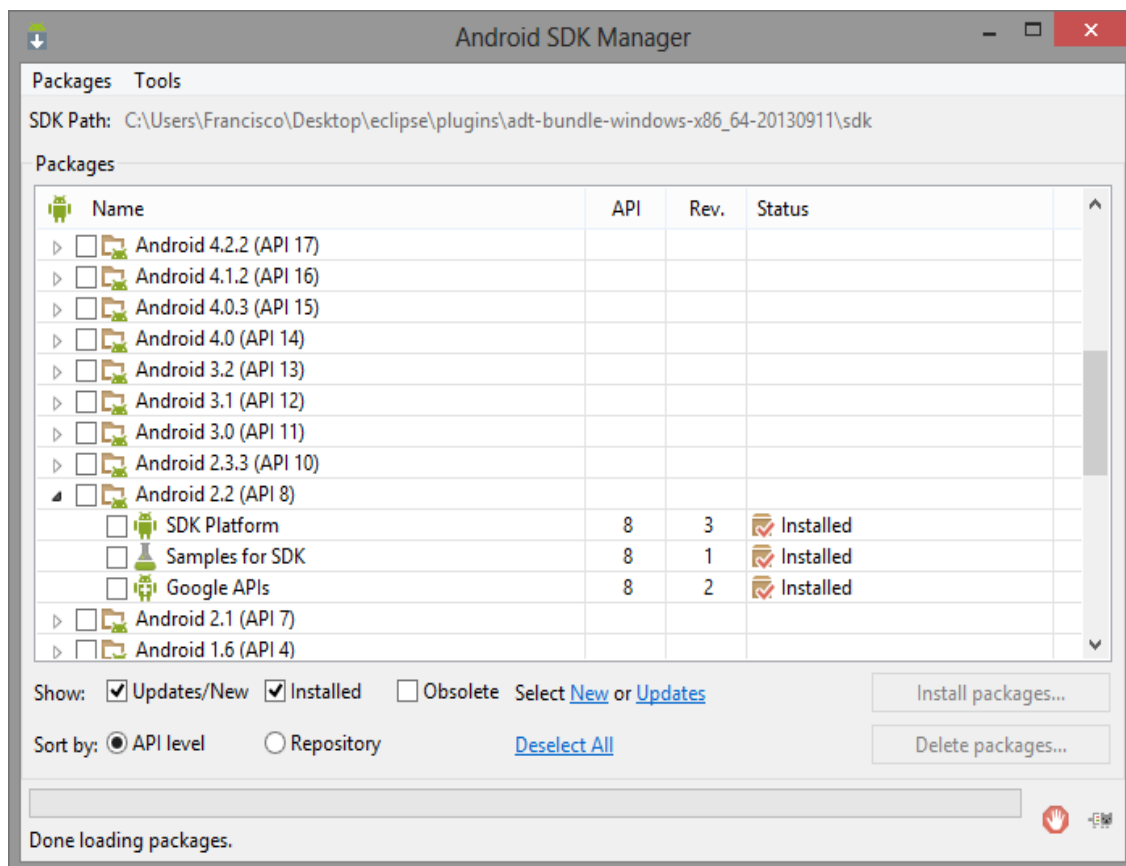 Android SDK Manager
Packages Tools
SDK Path: C:\Users\Francisco\Desktop\eclipse\plugins\adt-bundle-windows-x86_64-20130911\sdk
Packages
Name API Rev. Status
Android 4.2.2 (API 17)
Android 4.1.2 (API 16)
Android 4.0.3 (API 15)
Android 4.0 (API 14)
Android 3.2 (API 13)
Android 3.1 (API 12)
Android 3.0 (API 11)
Android 2.3.3 (API 10)
Android 2.2 (API 8)
SDK Platform 8 3 Installed
Samples for SDK 8 1 Installed
Google APIs 8 2 Installed
Android 2.1 (API 7)
Android 1.6 (API 4)
Show: Updates/New Installed Obsolete Select New or Updates Install packages...
Sort by: API level Repository Deselect All Delete packages...
Done loading packages.